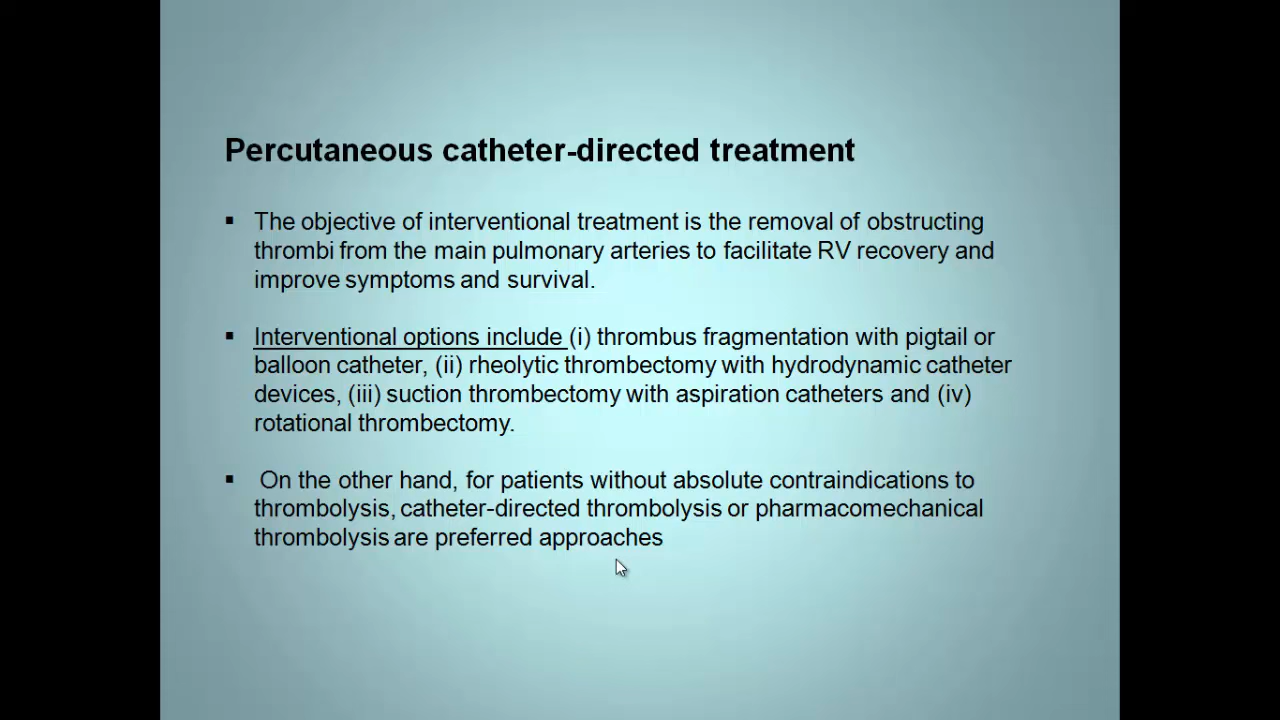 Percutaneous catheter-directed treatment
▪ The objective of interventional treatment is the removal of obstructing
thrombi from the main pulmonary arteries to facilitate RV recovery and
improve symptoms and survival.
▪ Interventional options include (i) thrombus fragmentation with pigtail or
balloon catheter, (ii) rheolytic thrombectomy with hydrodynamic catheter
devices, (iii) suction thrombectomy with aspiration catheters and (iv)
rotational thrombectomy.
▪ On the other hand, for patients without absolute contraindications to
thrombolysis, catheter-directed thrombolysis or pharmacomechanical
thrombolysis are preferred approaches